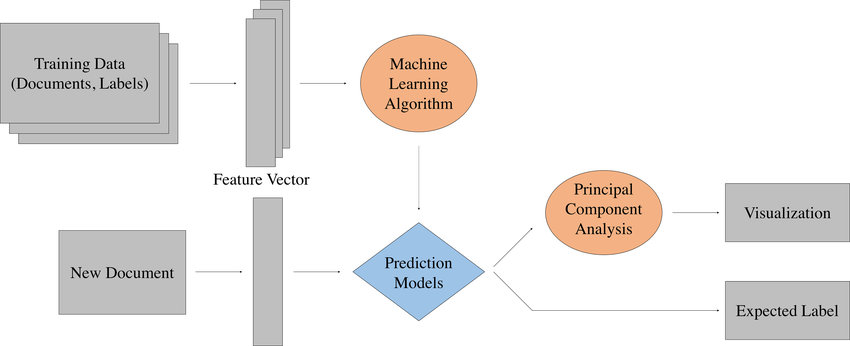 Training Data
(Documents, Labels)
Machine
Learning
Algorithm
Feature Vector
Principal
Component
Analysis
Visualization
New Document
Prediction
Models
Expected Label